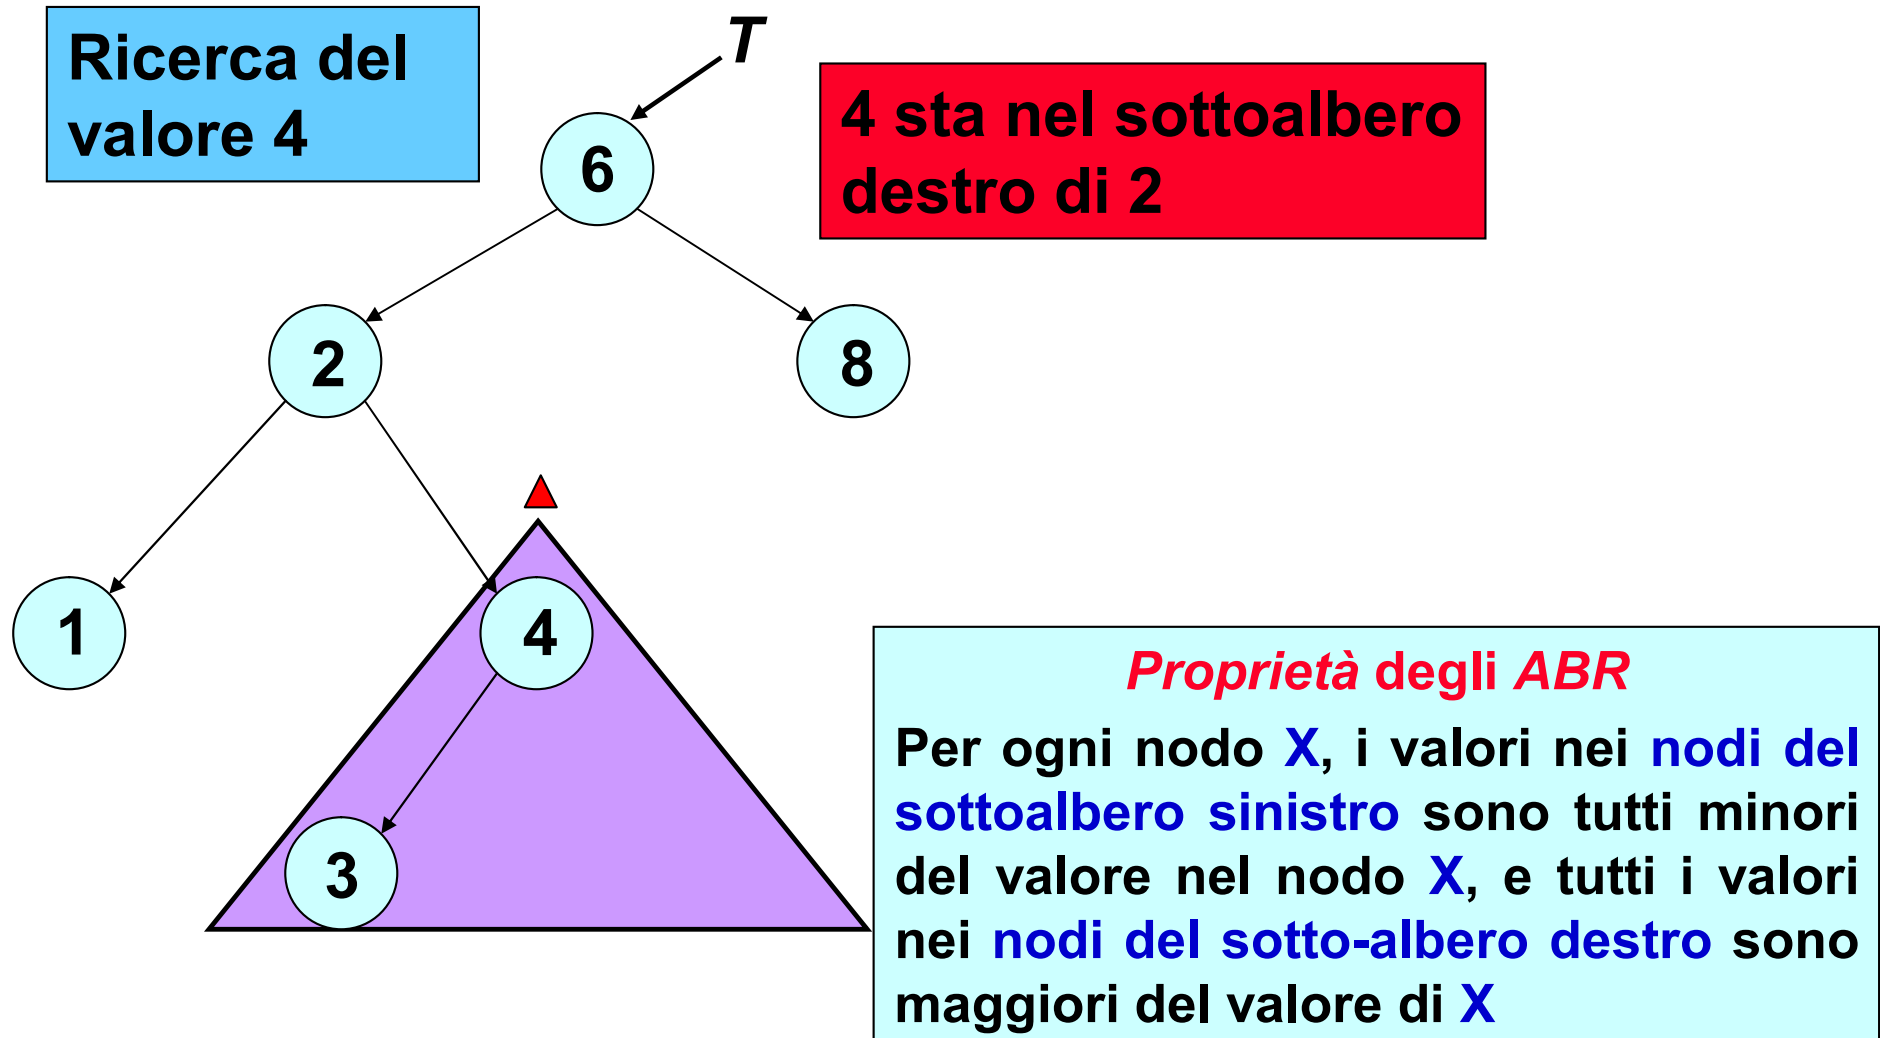 Ricerca del
valore 4
T
4 sta nel sottoalbero
destro di 2
6
2
8
1
4
3
Proprietà degli ABR
Per ogni nodo X, i valori nei nodi del
sottoalbero sinistro sono tutti minori
del valore nel nodo X, e tutti i valori
nei nodi del sotto-albero destro sono
maggiori del valore di X